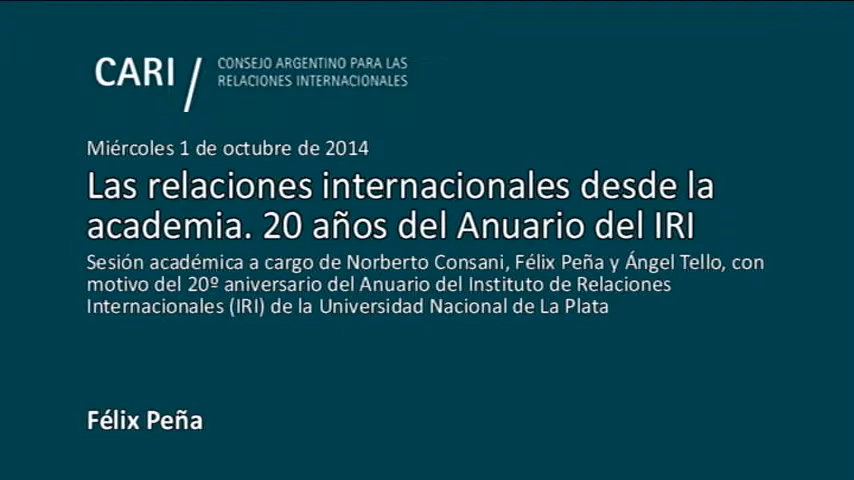 CARI /
CONSEJO ARGENTINO PARA LAS
RELACIONES INTERNACIONALES
Miércoles 1 de octubre de 2014
Las relaciones internacionales desde la
academia. 20 años del Anuario del IRI
Sesión académica a cargo de Norberto Consani, Félix Peña y Ángel Tello, con
motivo del 20º aniversario del Anuario del Instituto de Relaciones
Internacionales (IRI) de la Universidad Nacional de La Plata
Félix Peña